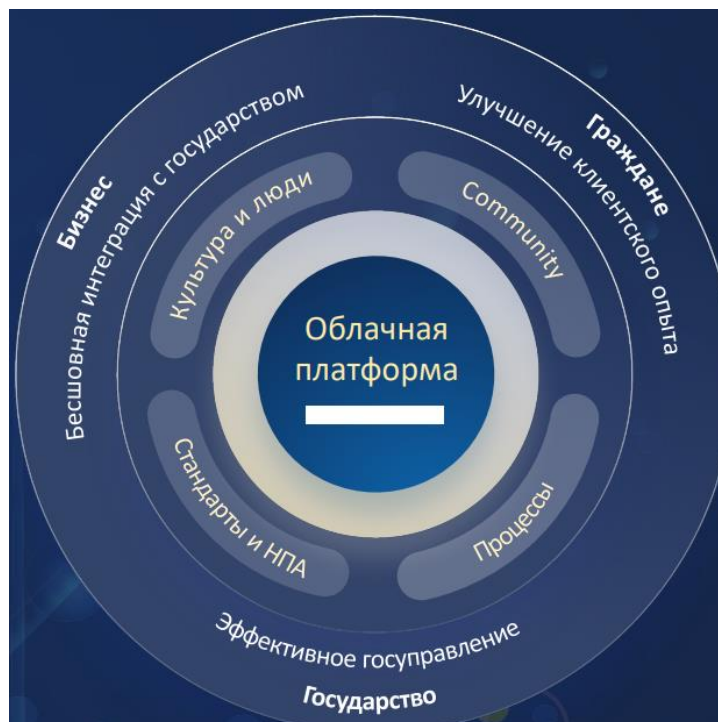 Бизнес
Бесшовная интеграция с государством
Граждане
Улучшение клиентского опыта
Культура и люди
Community
Облачная
платформа
Стандарты и НПА
Процессы
Эффективное госуправление
Государство